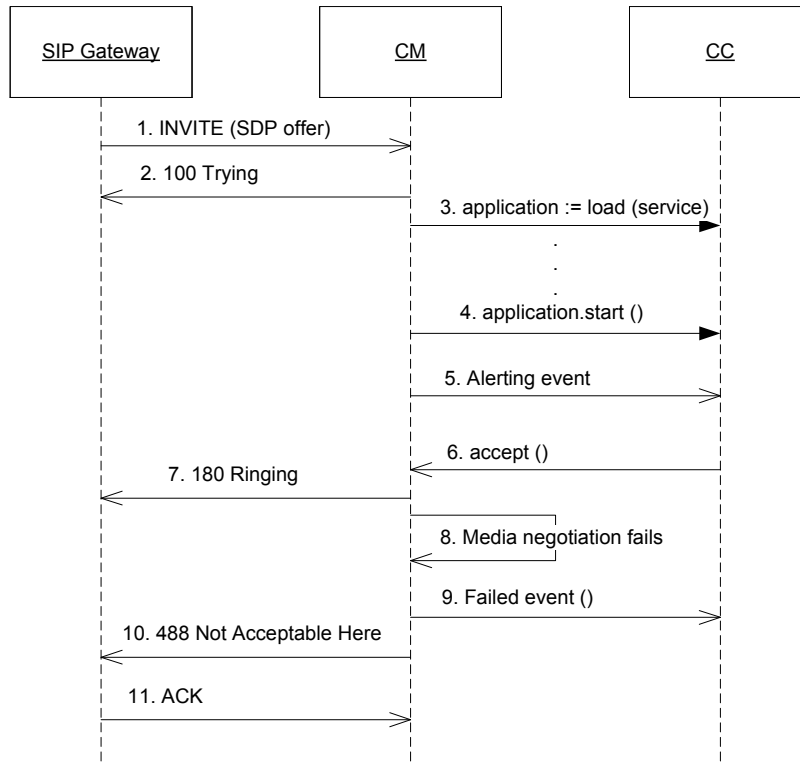 SIP Gateway
CM
CC
1. INVITE (SDP offer)
2. 100 Trying
3. application := load (service)
.
.
.
4. application.start ()
5. Alerting event
6. accept ()
7. 180 Ringing
8. Media negotiation fails
9. Failed event ()
10. 488 Not Acceptable Here
11. ACK